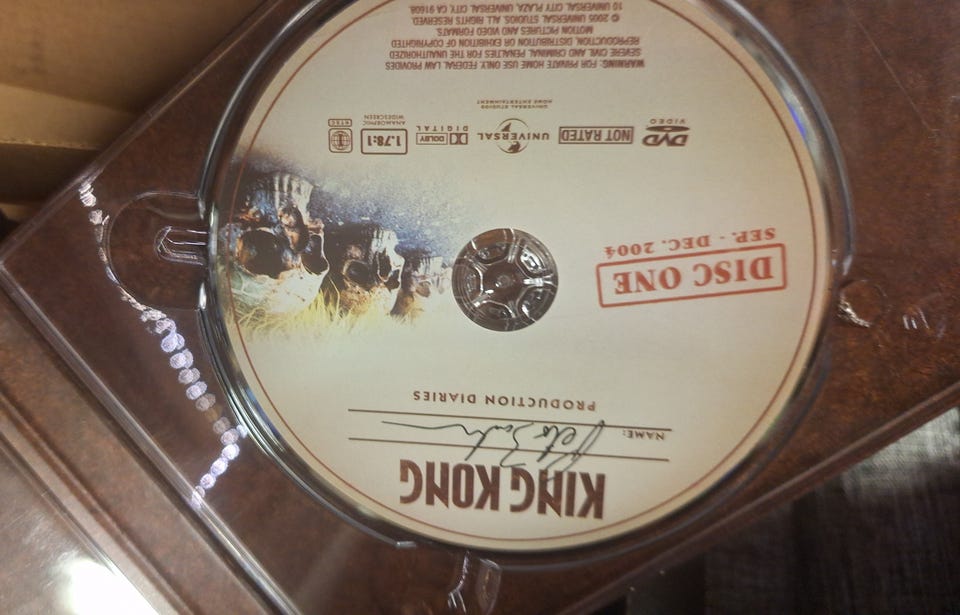 KING KONG
NAME:
PRODUCTION DIARIES
DISC ONE
SEP. - DEC. 2004
DVD
VIDEO
NOT RATED
UNIVERSAL
DOLBY
DIGITAL
1.78:1
ANAMORPHIC
WIDESCREEN
NTSC
UNIVERSAL STUDIOS
HOME ENTERTAINMENT
WARNING: FOR PRIVATE HOME USE ONLY. FEDERAL LAW PROVIDES
SEVERE CIVIL AND CRIMINAL PENALTIES FOR THE UNAUTHORIZED
REPRODUCTION, DISTRIBUTION OR EXHIBITION OF COPYRIGHTED
MOTION PICTURES AND VIDEO FORMATS.
© 2005 UNIVERSAL STUDIOS. ALL RIGHTS RESERVED.
10 UNIVERSAL CITY PLAZA, UNIVERSAL CITY, CA 91608.